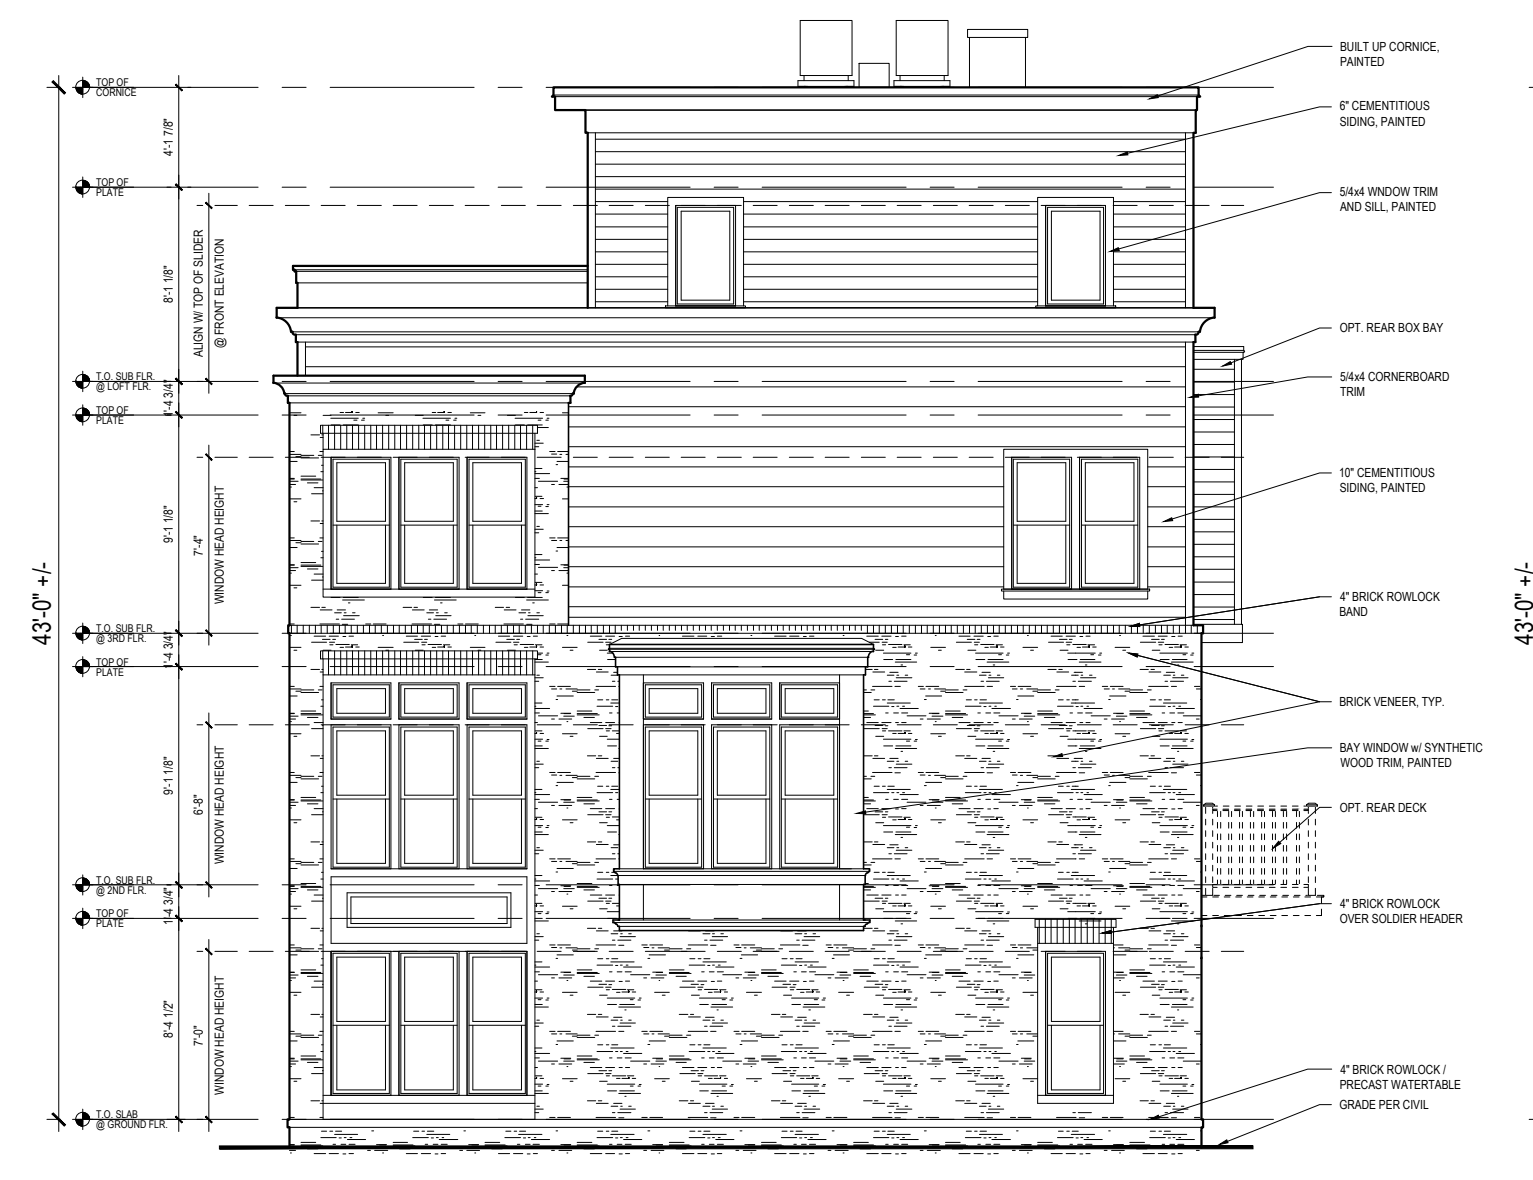 BUILT UP CORNICE,
PAINTED
6" CEMENTITIOUS
SIDING, PAINTED
5/4x4 WNDOW TRIM
AND SILL, PAINTED
OPT. REAR BOX BAY
5/4x4 CORNERBOARD
TRIM
10" CEMENTITIOUS
SIDING, PAINTED
4" BRICK ROWLOCK
BAND
BRICK VENEER, TYP.
BAY WINDOW w/ SYNTHETIC
WOOD TRIM, PAINTED
OPT. REAR DECK
4" BRICK ROWLOCK
OVER SOLDIER HEADER
4" BRICK ROWLOCK /
PRECAST WATERTABLE
GRADE PER CIVIL
TOP OF
CORNICE
4'-1 7/8"
TOP OF
PLATE
8'-1 1/8"
ALIGN W/ TOP OF SLIDER
@ FRONT ELEVATION
T.O. SUB FLR.
@ LOFT FLR.
1'-4 3/4"
TOP OF
PLATE
9'-1 1/8"
7'-4"
WINDOW HEAD HEIGHT
T.O. SUB FLR.
@ 3RD FLR.
1'-4 3/4"
TOP OF
PLATE
9'-1 1/8"
6'-8"
WINDOW HEAD HEIGHT
T.O. SUB FLR.
@ 2ND FLR.
1'-4 3/4"
TOP OF
PLATE
8'-4 1/2"
7'-0"
WINDOW HEAD HEIGHT
T.O. SLAB
@ GROUND FLR.
43'-0" +/-
43'-0" +/-